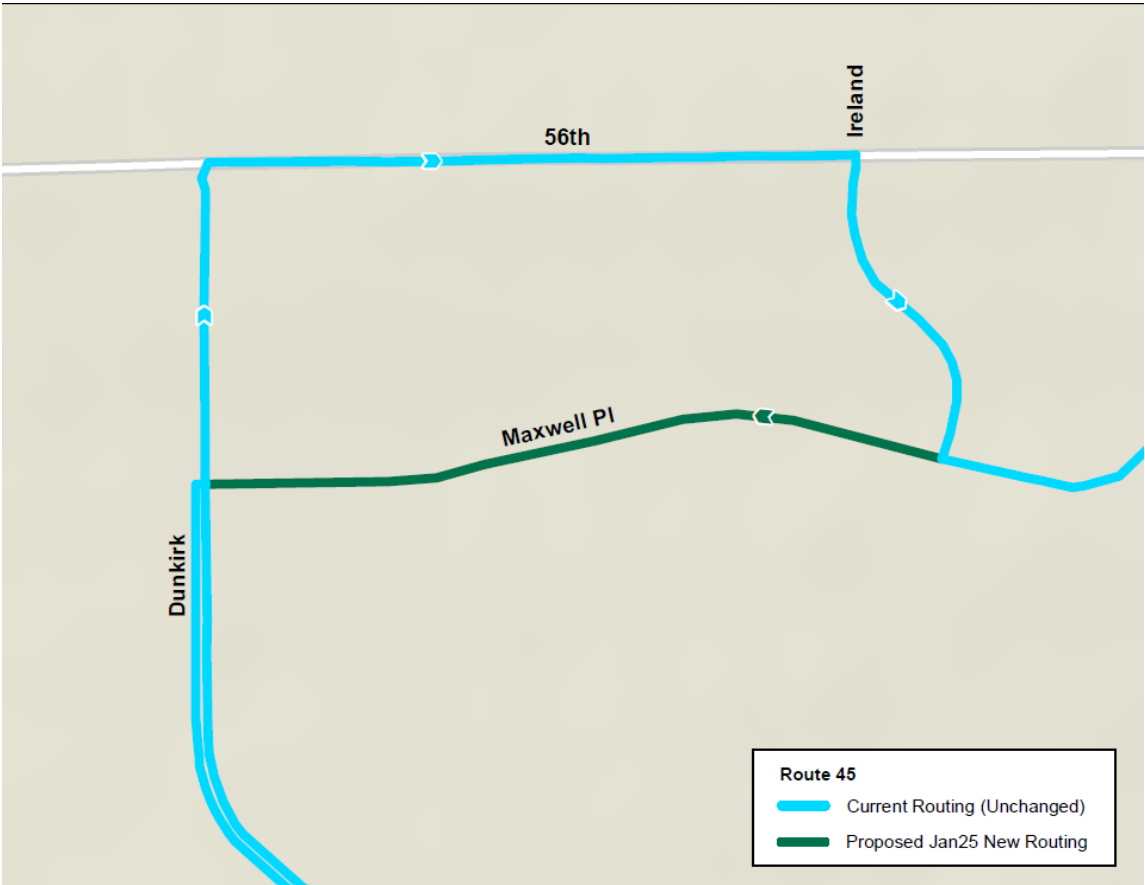 56th
Ireland
Maxwell Pl
Dunkirk
Route 45
Current Routing (Unchanged)
Proposed Jan25 New Routing